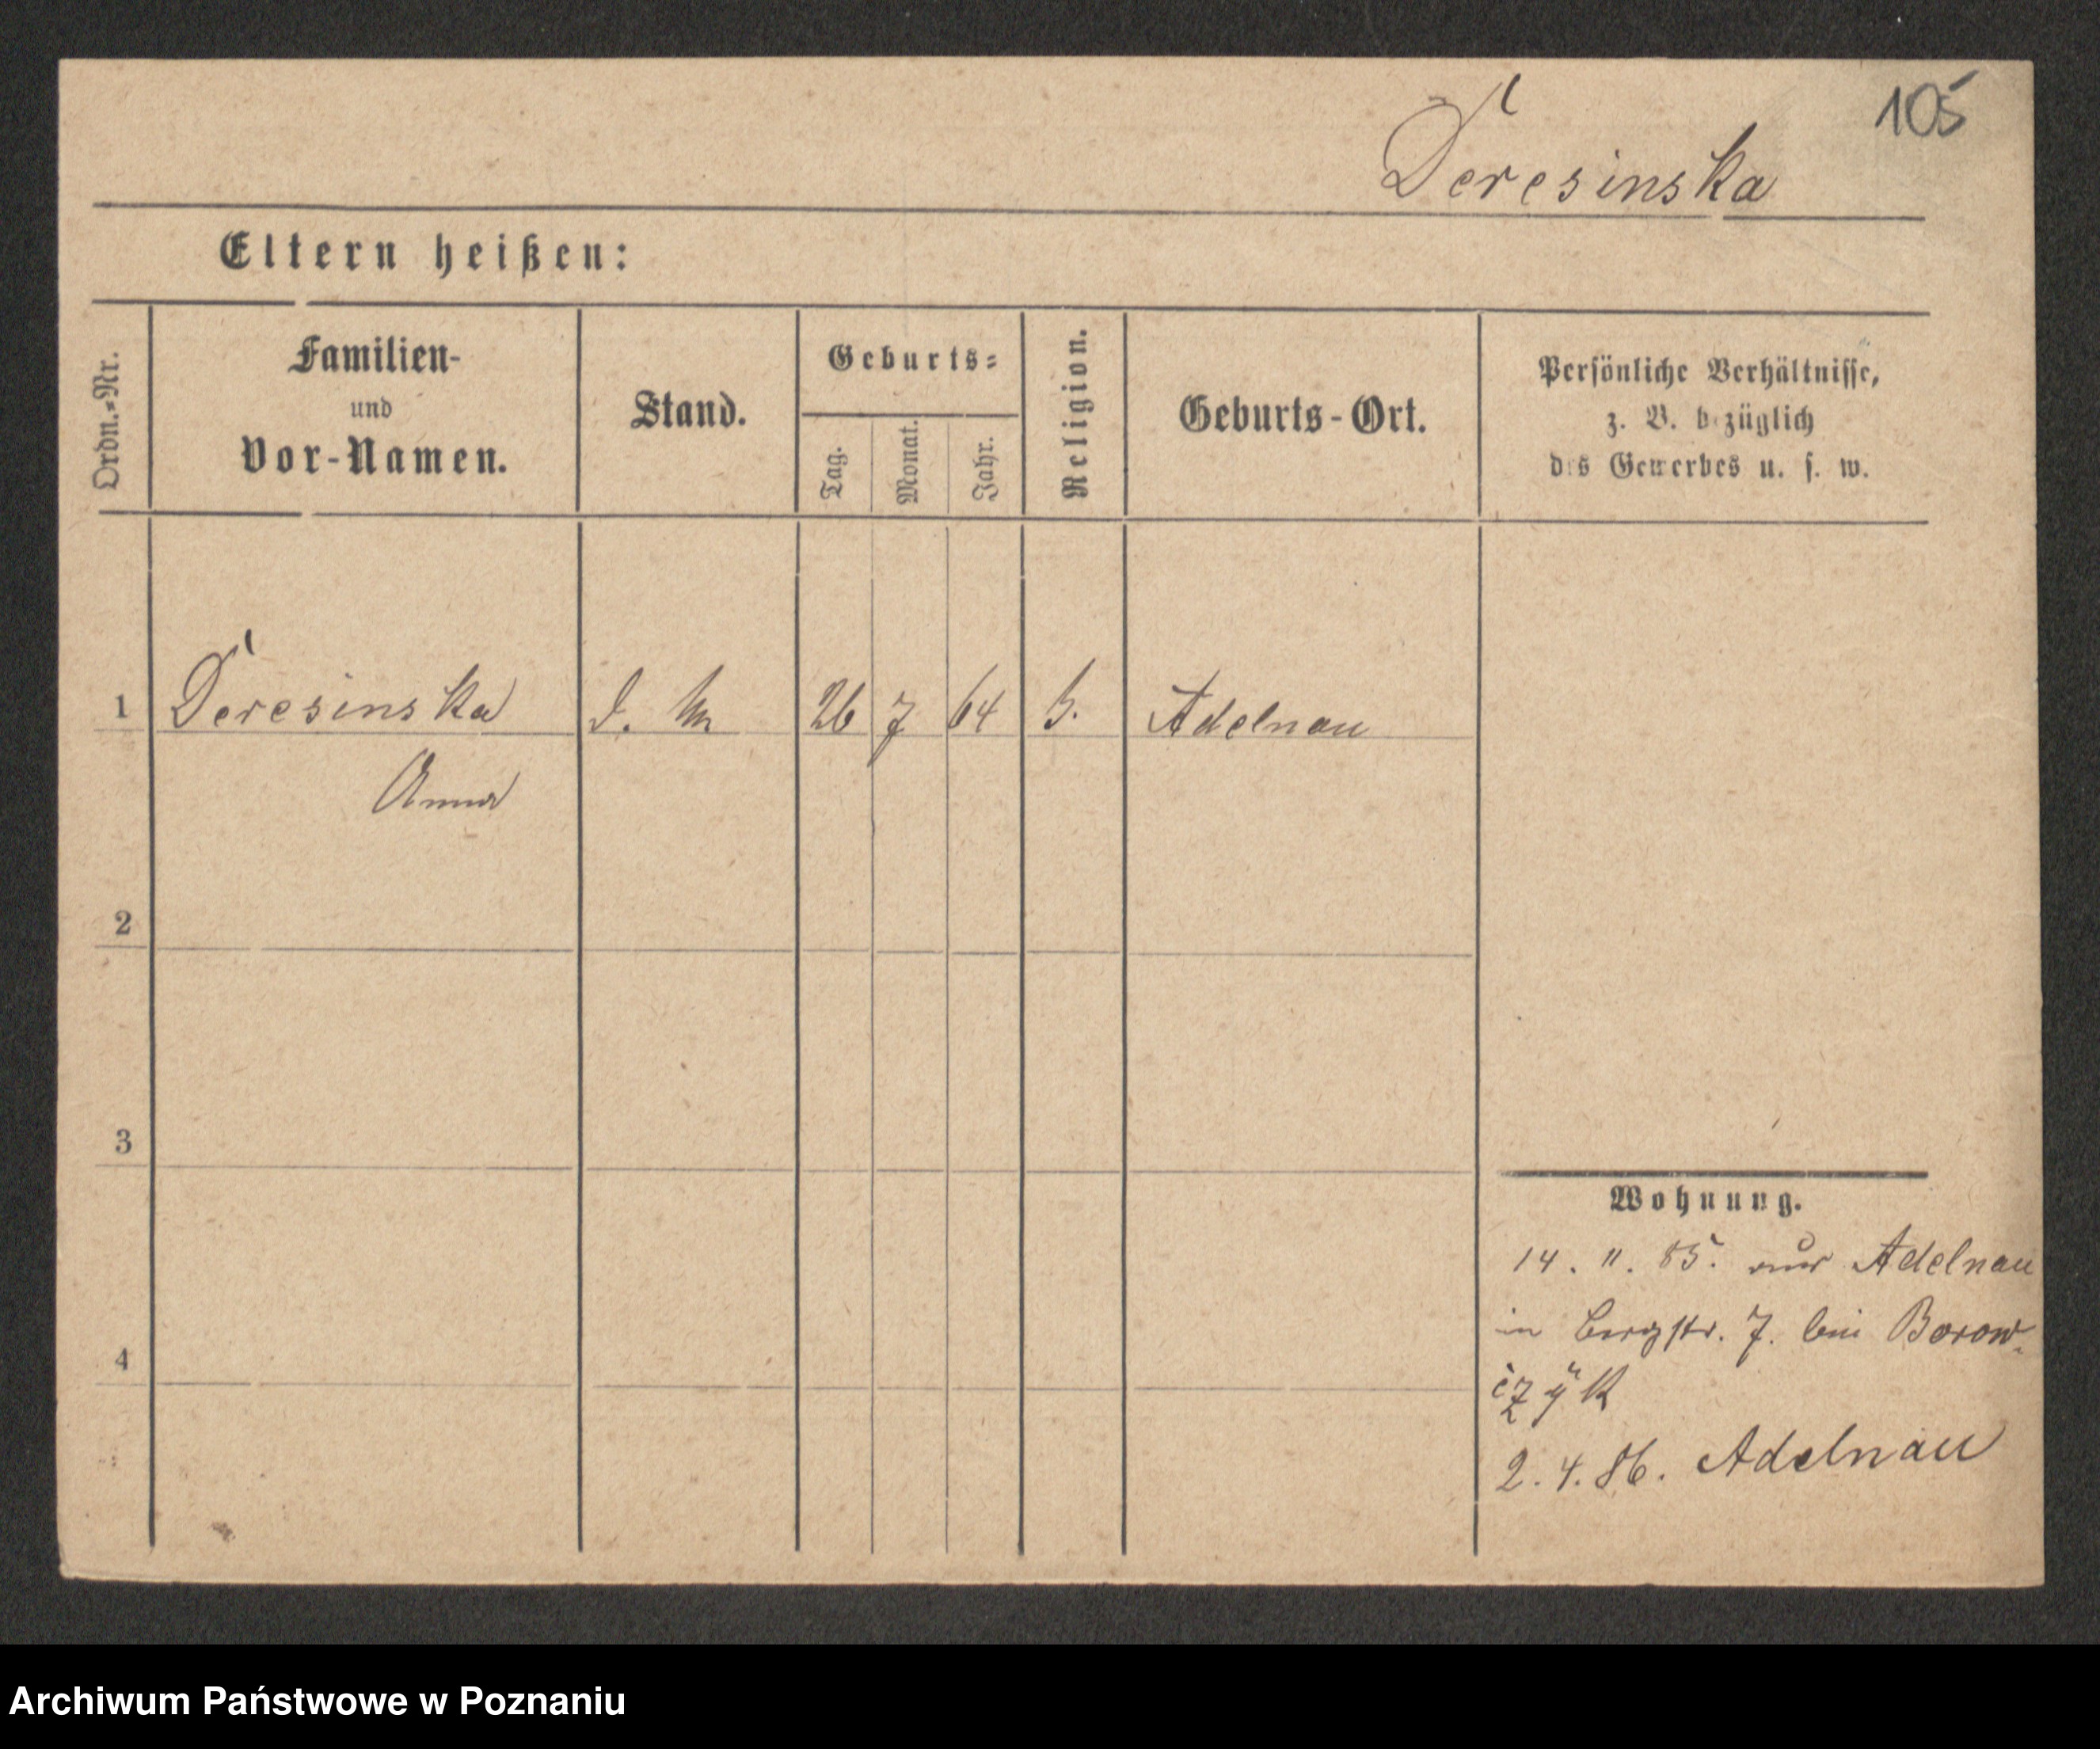 105
Deresinska
Eltern heißen:
Ordn.-Nr.
Familien-
und
Vor-Namen.
Stand.
Geburts-
Tag.
Monat.
Jahr.
Religion.
Geburts-Ort.
Persönliche Verhältnisse,
z. B. bezüglich
des Gewerbes u. s. w.
1 Deresinska 26 7 64 Adelnau
Anna
2
3
4
Wohnung.
14. 11. 85. aus Adelnau
in Bergstr. 7. bei Borow-
czyk
2. 4. 86. Adelnau
Archiwum Państwowe w Poznaniu